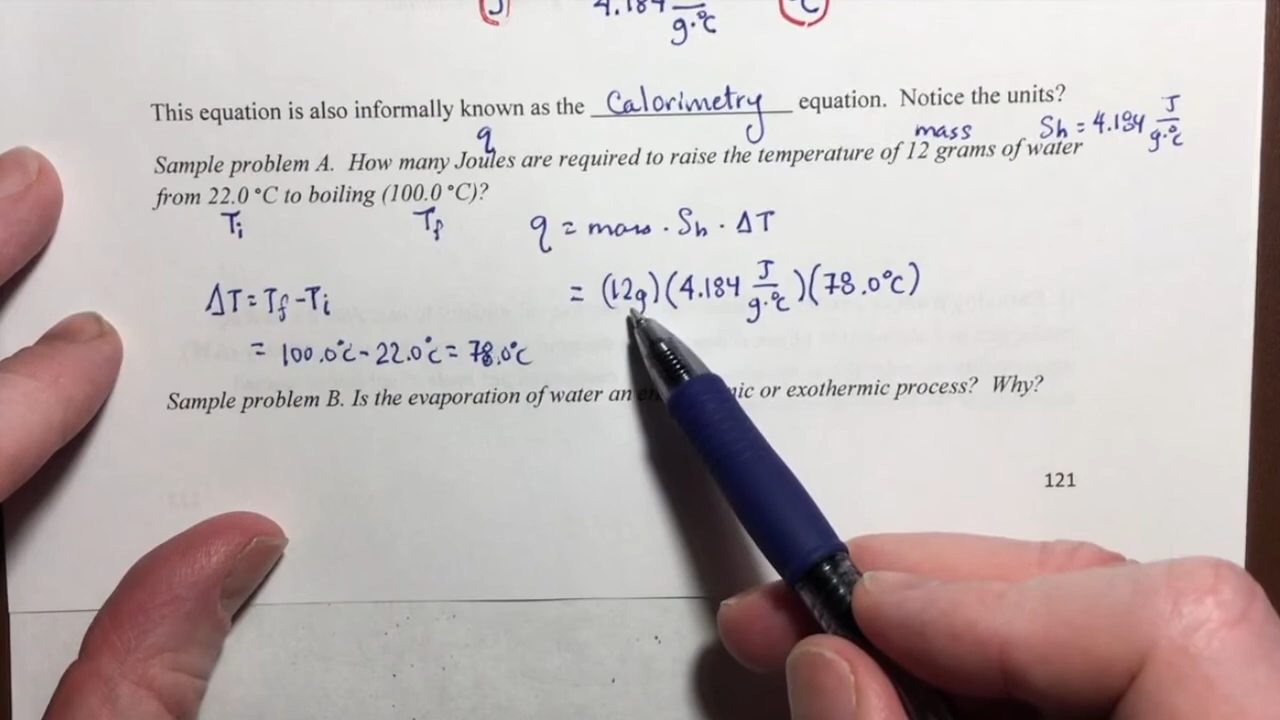 J 4.184 g·°C °C
This equation is also informally known as the Calorimetry equation. Notice the units?
q mass Sh = 4.184 J/g·°C
Sample problem A. How many Joules are required to raise the temperature of 12 grams of water
from 22.0 °C to boiling (100.0 °C)?
Ti Tf q = mass · Sh · ΔT
ΔT = Tf - Ti = (12g)(4.184 J/g·°C)(78.0°C)
= 100.0°C - 22.0°C = 78.0°C
Sample problem B. Is the evaporation of water an or exothermic process? Why?
121